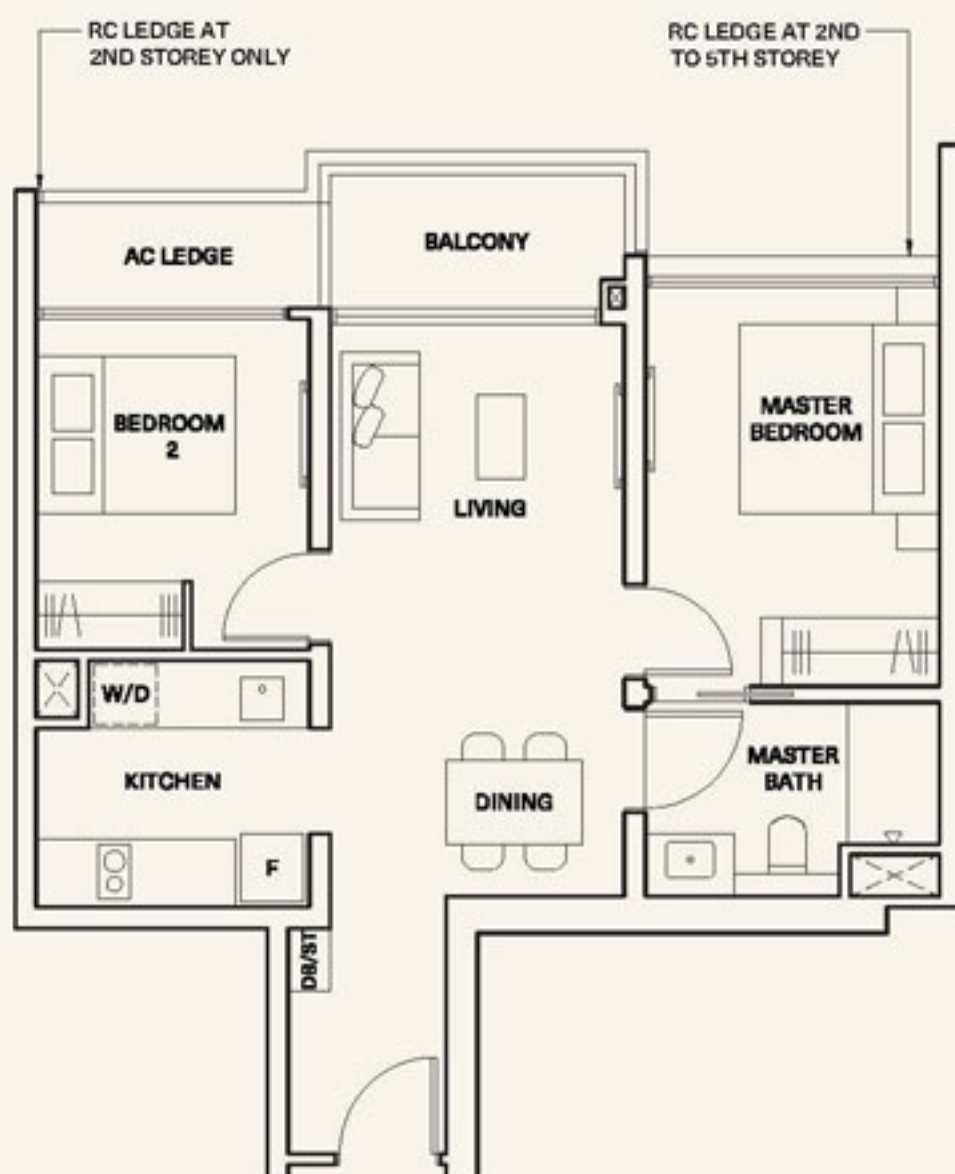 RC LEDGE AT
2ND STOREY ONLY
RC LEDGE AT 2ND
TO 5TH STOREY
AC LEDGE
BALCONY
BEDROOM
2
LIVING
MASTER
BEDROOM
W/D
KITCHEN
F
DINING
MASTER
BATH
DB/ST